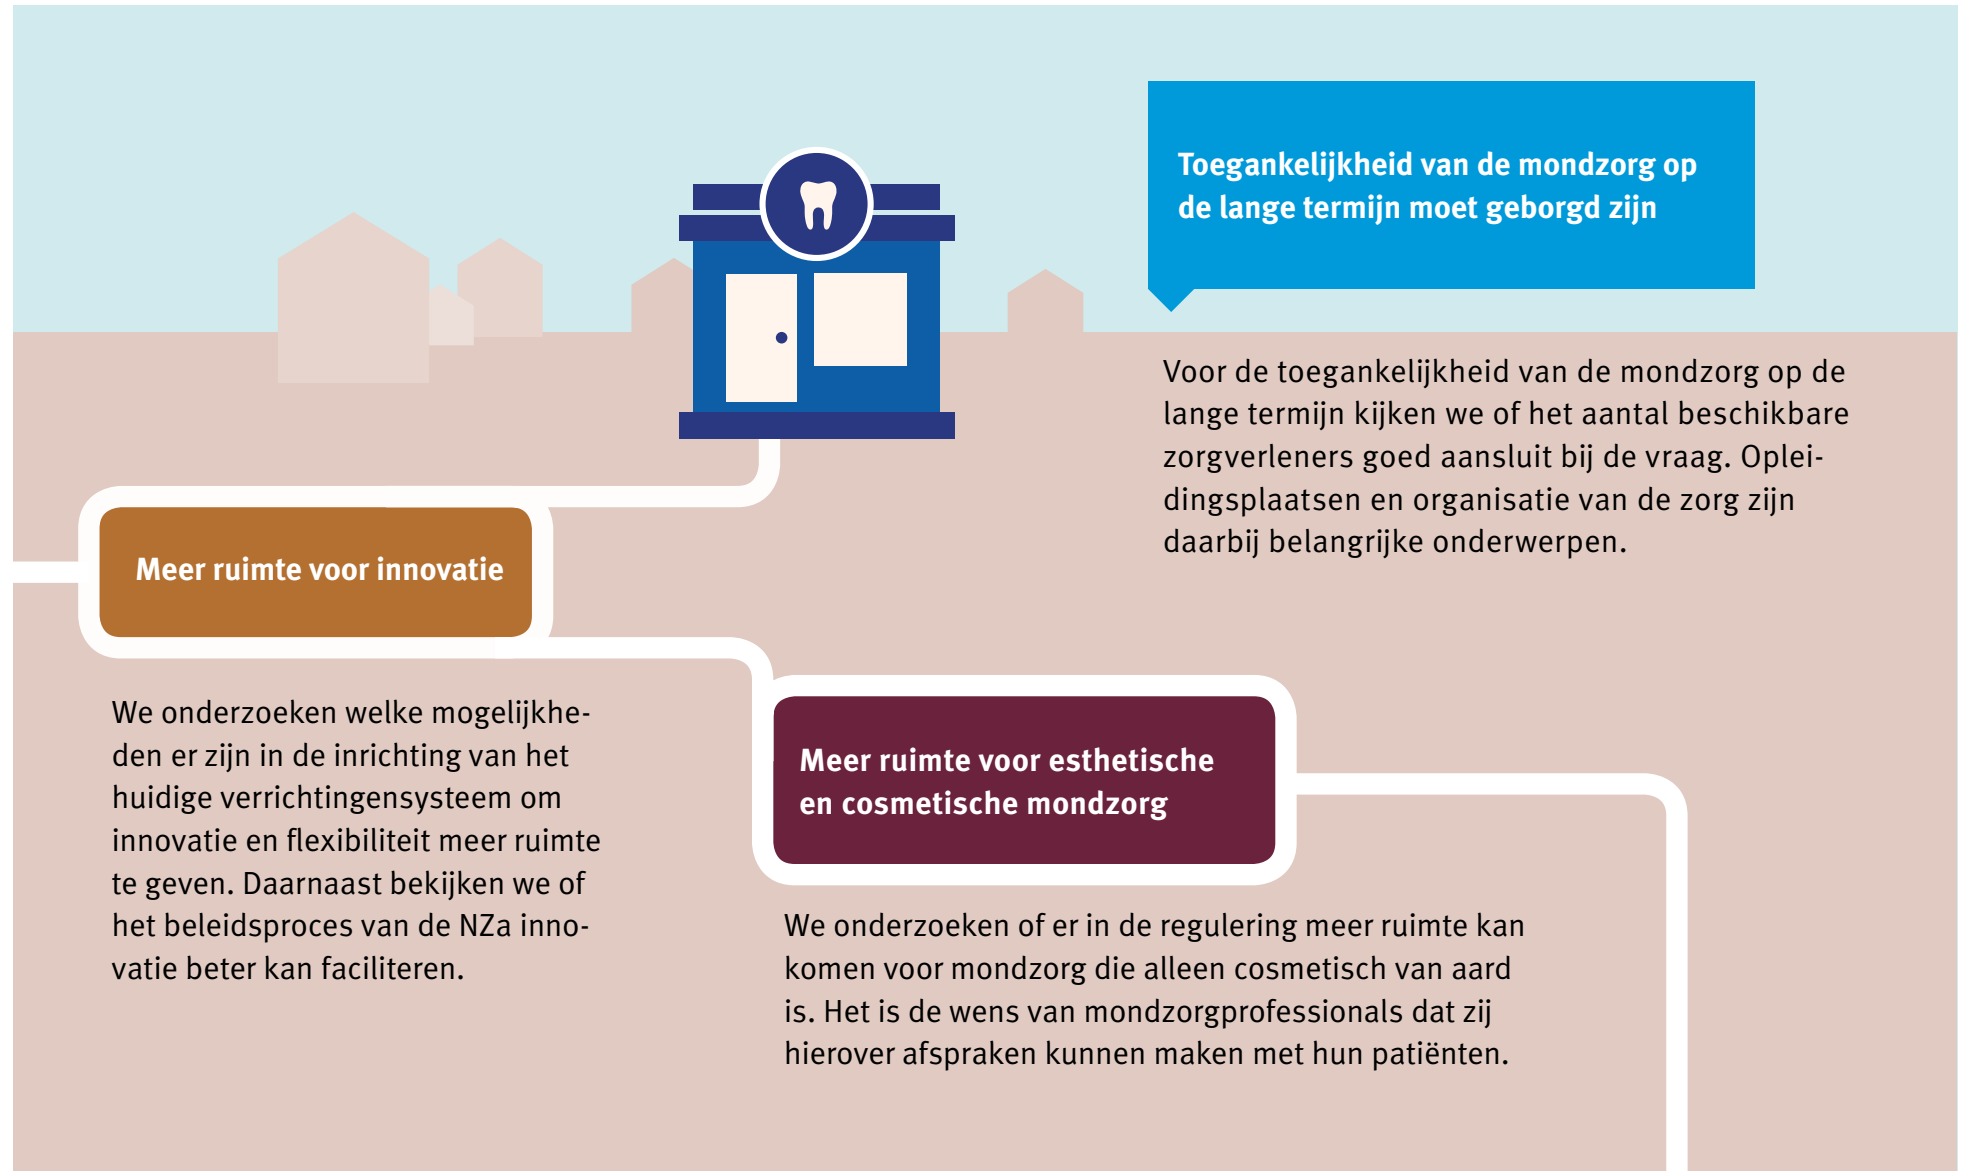 Toegankelijkheid van de mondzorg op
de lange termijn moet geborgd zijn
Voor de toegankelijkheid van de mondzorg op de
lange termijn kijken we of het aantal beschikbare
zorgverleners goed aansluit bij de vraag. Oplei-
dingsplaatsen en organisatie van de zorg zijn
daarbij belangrijke onderwerpen.
Meer ruimte voor innovatie
We onderzoeken welke mogelijkhe-
den er zijn in de inrichting van het
huidige verrichtingensysteem om
innovatie en flexibiliteit meer ruimte
te geven. Daarnaast bekijken we of
het beleidsproces van de NZa inno-
vatie beter kan faciliteren.
Meer ruimte voor esthetische
en cosmetische mondzorg
We onderzoeken of er in de regulering meer ruimte kan
komen voor mondzorg die alleen cosmetisch van aard
is. Het is de wens van mondzorgprofessionals dat zij
hierover afspraken kunnen maken met hun patiënten.